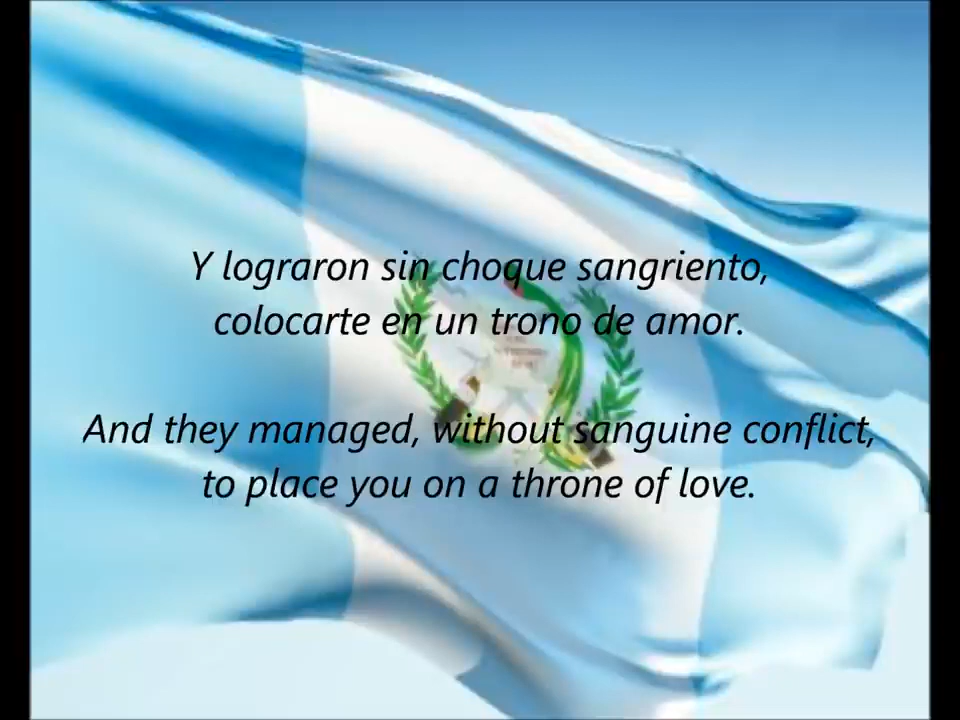 Y lograron sin choque sangriento,
colocarte en un trono de amor.
And they managed, without sanguine conflict,
to place you on a throne of love.